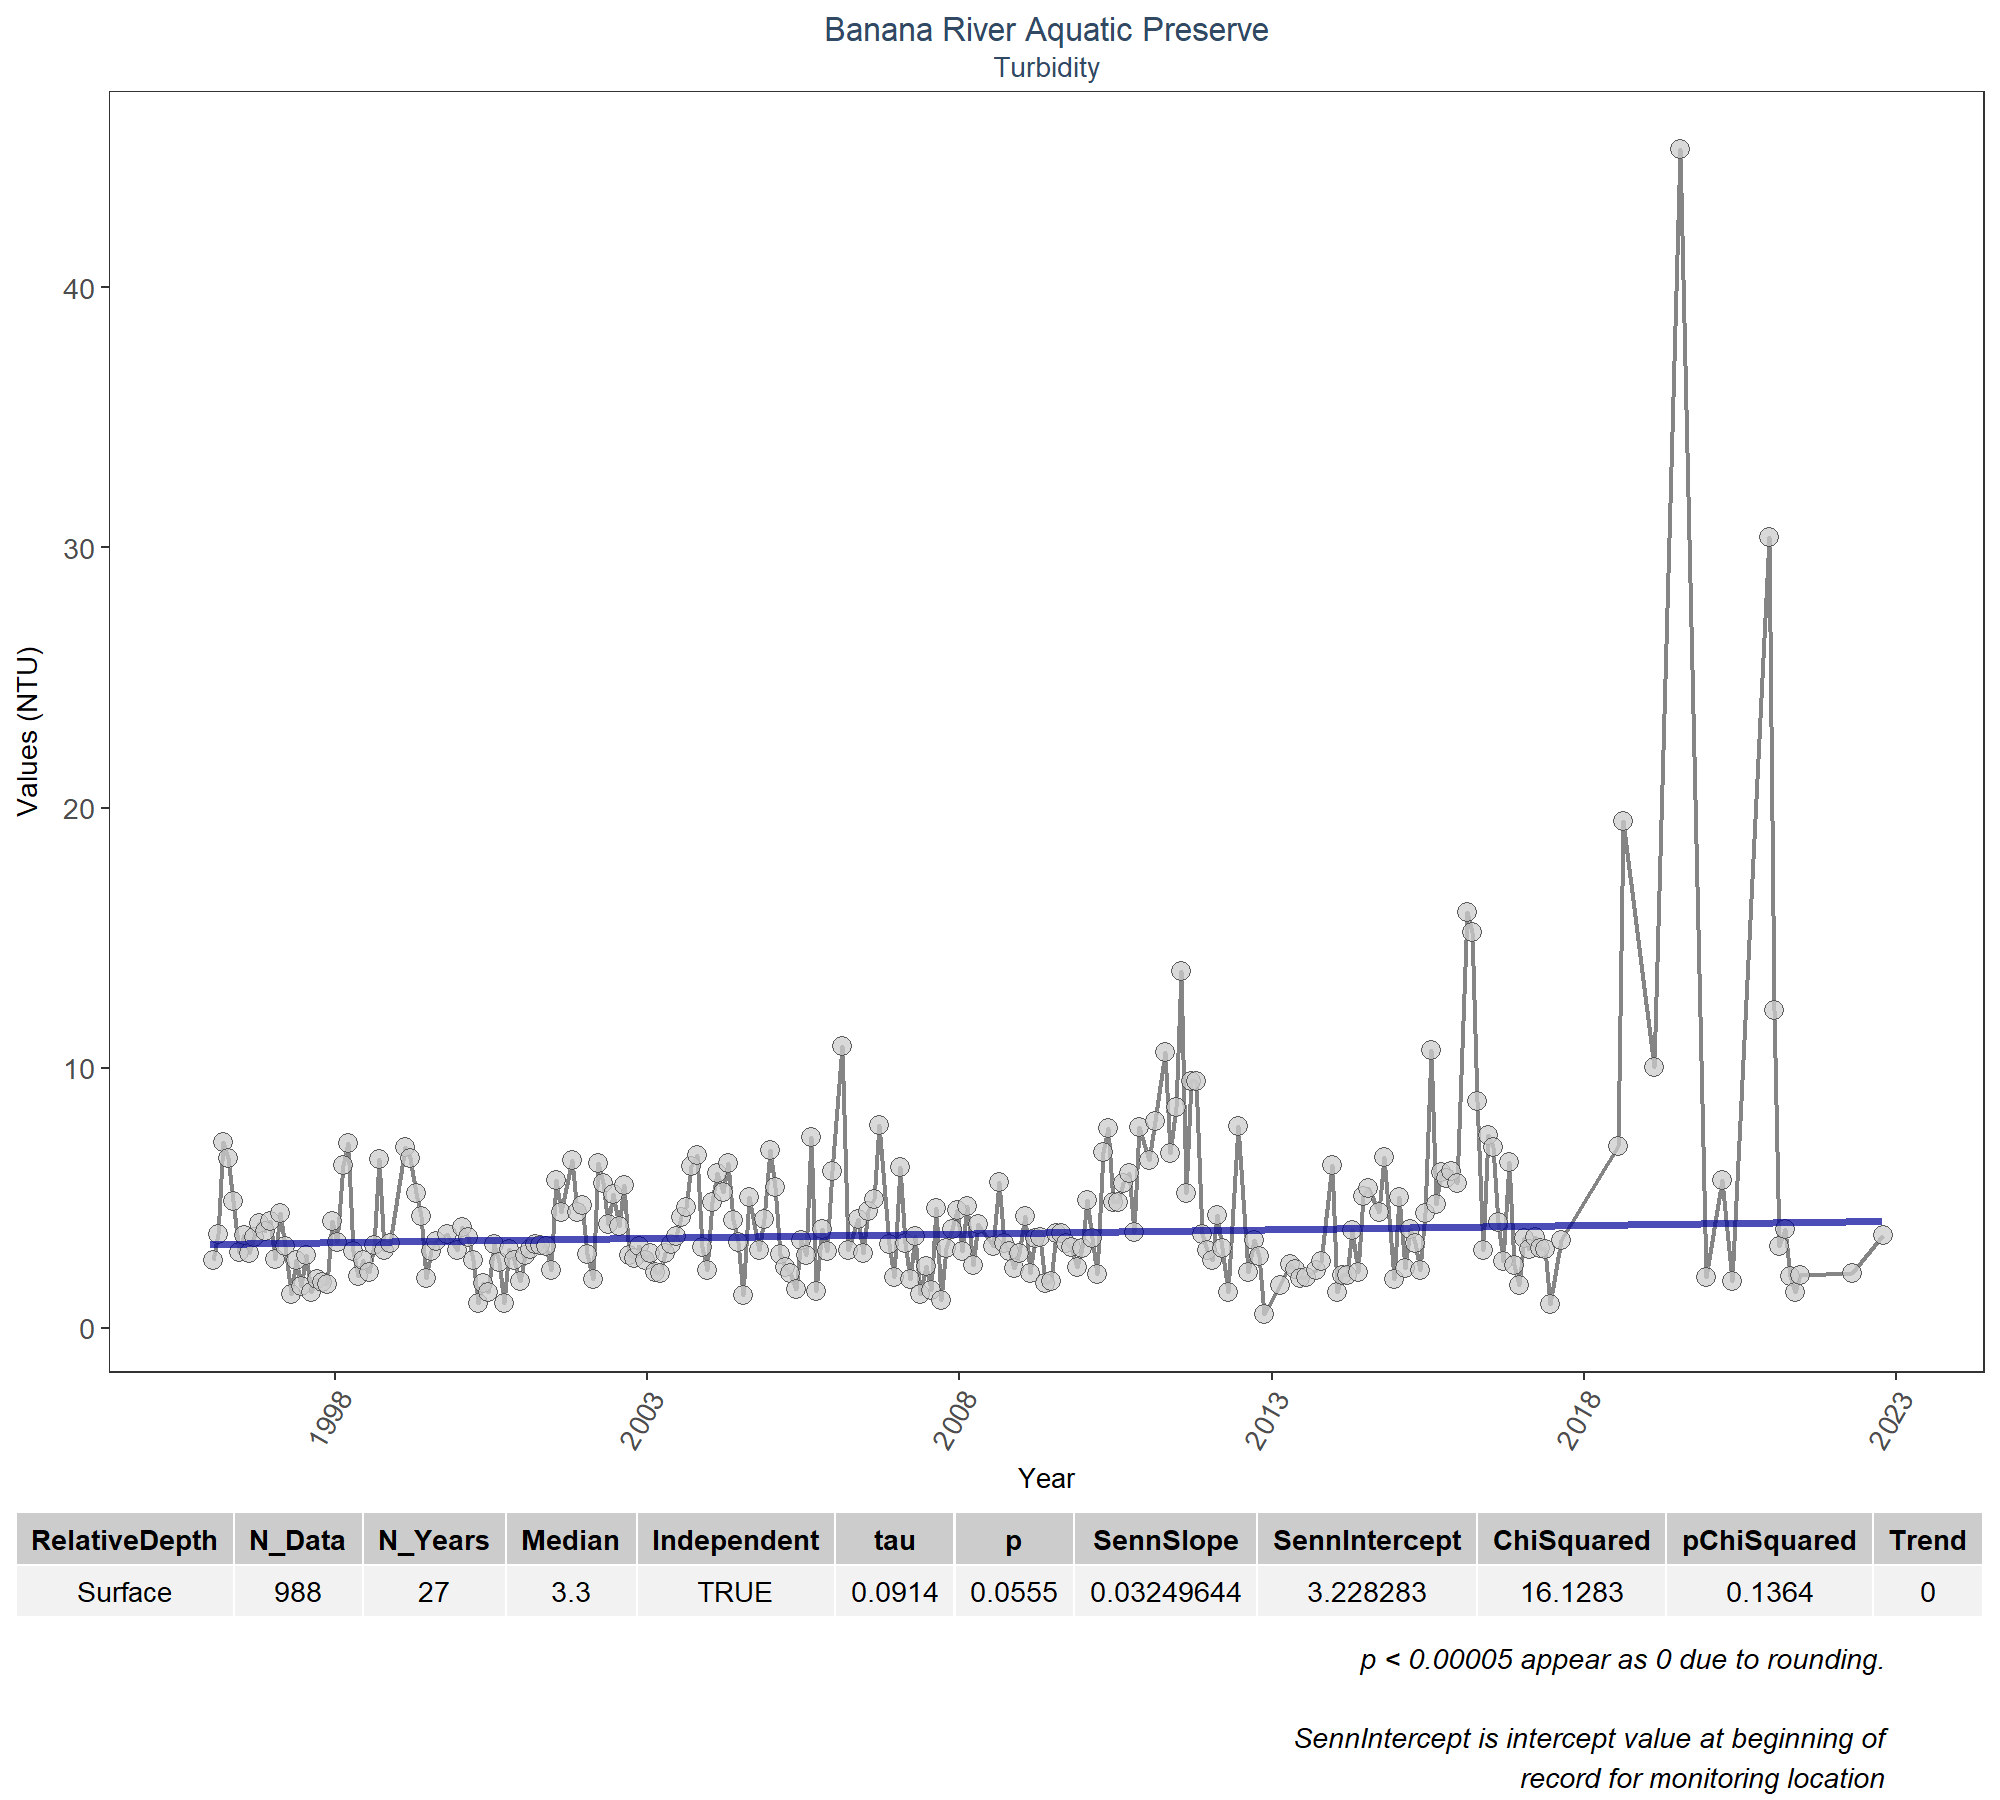 Banana River Aquatic Preserve
Turbidity
Values (NTU)
40
30
20
10
0
1998 2003 2008 2013 2018 2023
Year
RelativeDepth N_Data N_Years Median Independent tau p SennSlope SennIntercept ChiSquared pChiSquared Trend
Surface 988 27 3.3 TRUE 0.0914 0.0555 0.03249644 3.228283 16.1283 0.1364 0
p < 0.00005 appear as 0 due to rounding.
SennIntercept is intercept value at beginning of
record for monitoring location